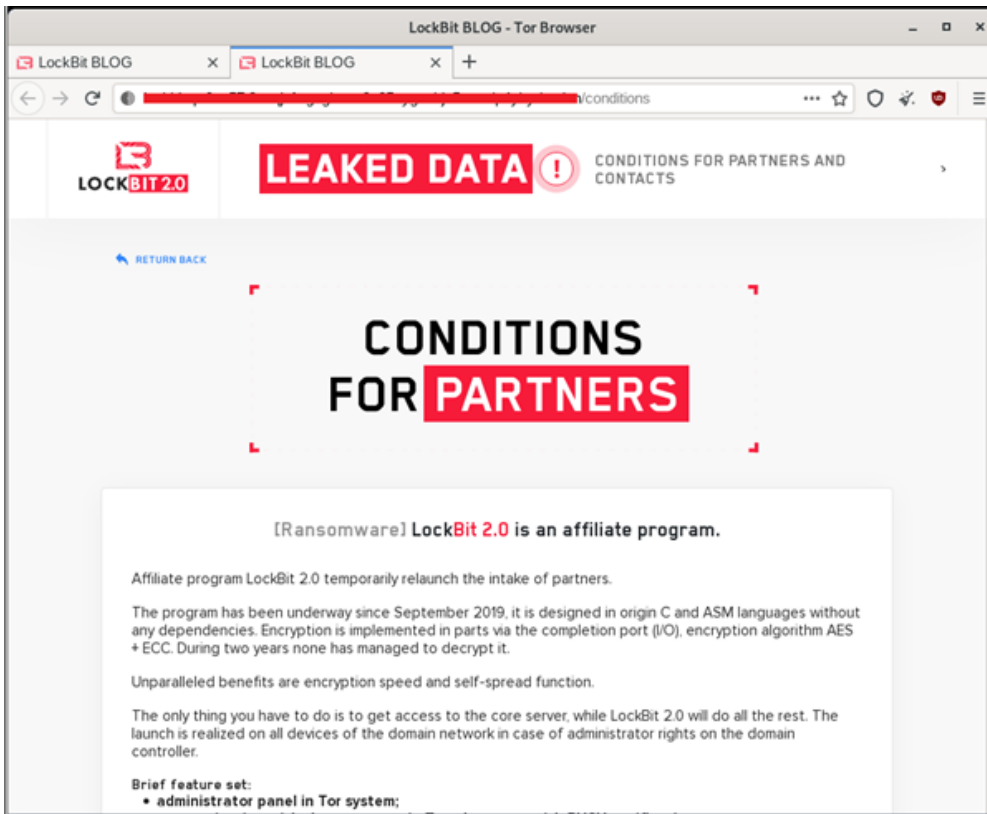 LockBit BLOG - Tor Browser
LockBit BLOG
LockBit BLOG
/conditions
LOCKBIT 2.0
LEAKED DATA
!
CONDITIONS FOR PARTNERS AND
CONTACTS
RETURN BACK
CONDITIONS
FOR PARTNERS
[Ransomware] LockBit 2.0 is an affiliate program.
Affiliate program LockBit 2.0 temporarily relaunch the intake of partners.
The program has been underway since September 2019, it is designed in origin C and ASM languages without
any dependencies. Encryption is implemented in parts via the completion port (I/O), encryption algorithm AES
+ ECC. During two years none has managed to decrypt it.
Unparalleled benefits are encryption speed and self-spread function.
The only thing you have to do is to get access to the core server, while LockBit 2.0 will do all the rest. The
launch is realized on all devices of the domain network in case of administrator rights on the domain
controller.
Brief feature set:
• administrator panel in Tor system;